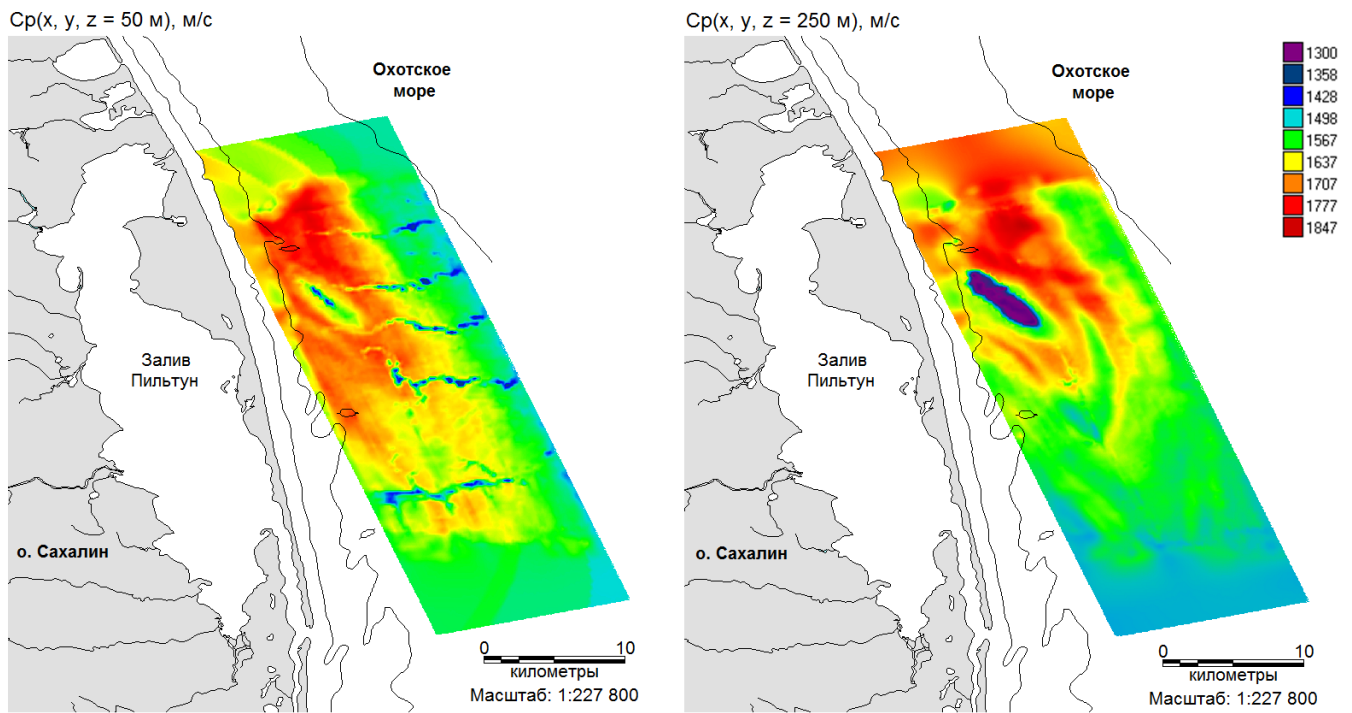 Cp(x, y, z = 50 м), м/с
Охотское
море
Залив
Пильтун
о. Сахалин
0 10
километры
Масштаб: 1:227 800
Cp(x, y, z = 250 м), м/с
Охотское
море
1300
1358
1428
1498
1567
1637
1707
1777
1847
Залив
Пильтун
о. Сахалин
0 10
километры
Масштаб: 1:227 800